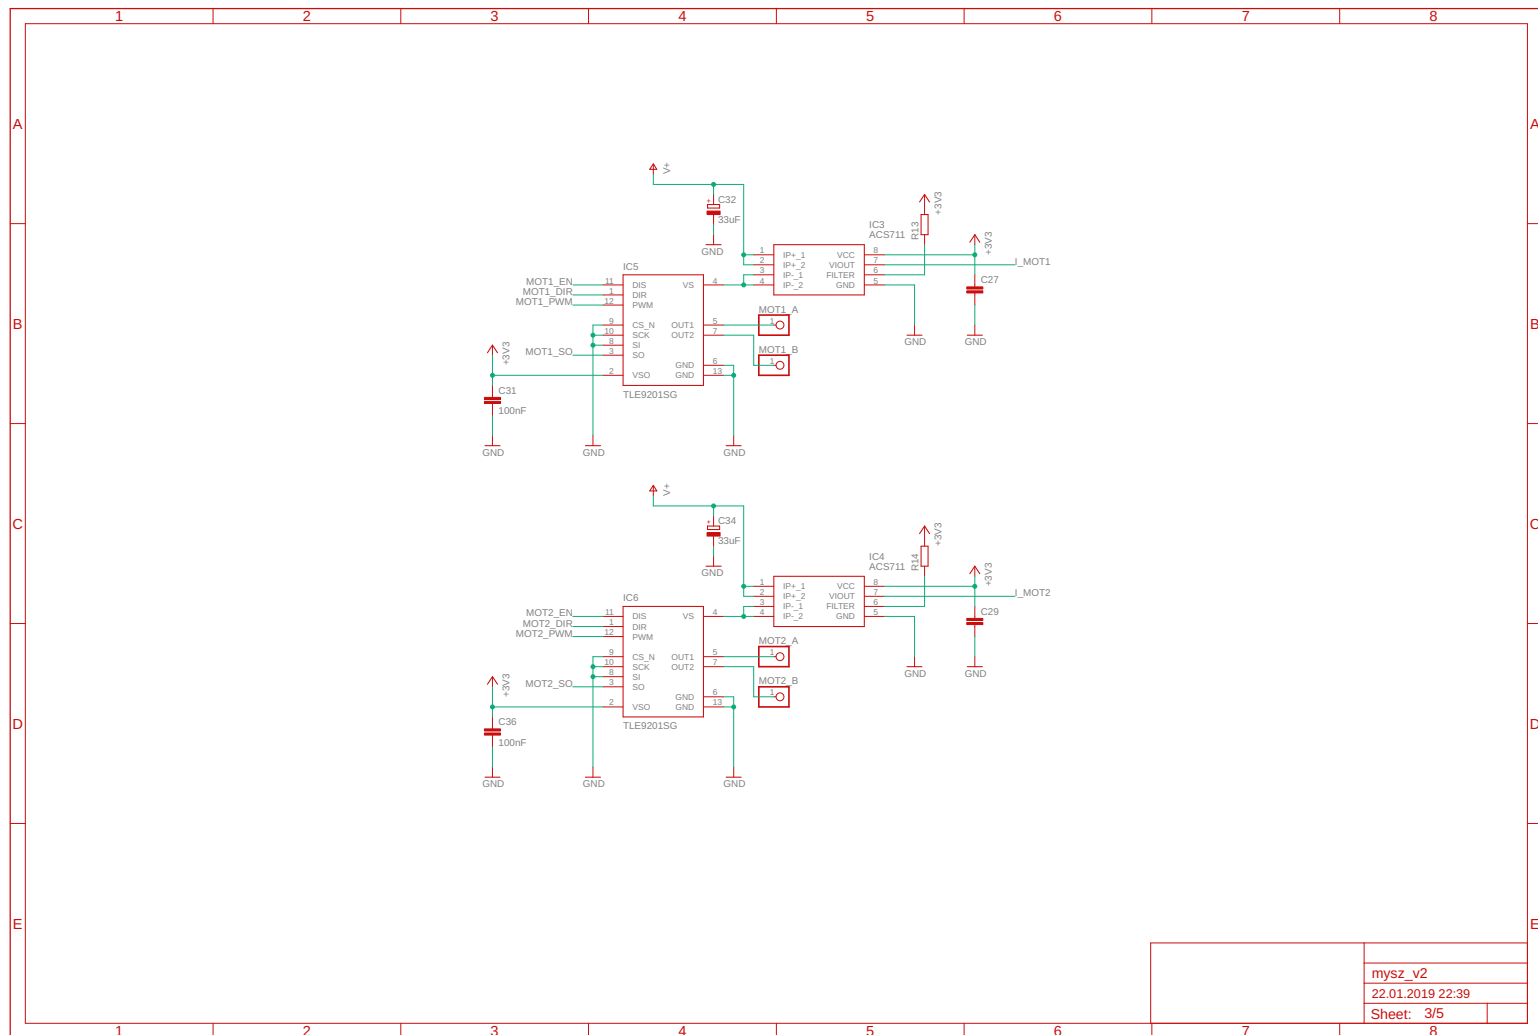 1 2 3 4 5 6 7 8
A A
V+
C32
33uF
GND
+3V3
R13
IC3
ACS711
+3V3
1 IP+_1 VCC 8
2 IP+_2 VIOUT 7 I_MOT1
3 IP-_1 FILTER 6
4 IP-_2 GND 5
C27
GND
GND
IC5
MOT1_EN 11 DIS VS 4
MOT1_DIR 1 DIR
MOT1_PWM 12 PWM
MOT1_A
1
B B
9 CS_N OUT1 5
10 SCK OUT2 7
8 SI
MOT1_SO 3 SO
MOT1_B
1
GND 6
2 VSO GND 13
TLE9201SG
+3V3
C31
100nF
GND
GND
GND
V+
C C
C34
33uF
GND
+3V3
R14
IC4
ACS711
+3V3
1 IP+_1 VCC 8
2 IP+_2 VIOUT 7 I_MOT2
3 IP-_1 FILTER 6
4 IP-_2 GND 5
C29
GND
GND
IC6
MOT2_EN 11 DIS VS 4
MOT2_DIR 1 DIR
MOT2_PWM 12 PWM
MOT2_A
1
9 CS_N OUT1 5
10 SCK OUT2 7
8 SI
MOT2_SO 3 SO
MOT2_B
1
GND 6
2 VSO GND 13
TLE9201SG
+3V3
D D
C36
100nF
GND
GND
GND
E E
mysz_v2
22.01.2019 22:39
Sheet: 3/5
1 2 3 4 5 6 7 8